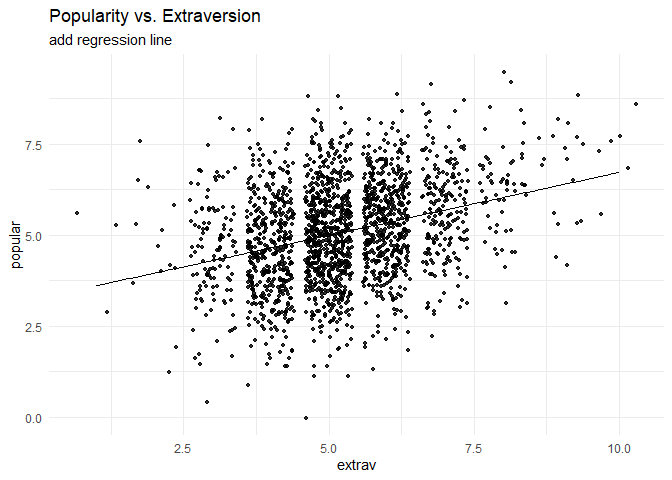 Popularity vs. Extraversion
add regression line
popular
7.5
5.0
2.5
0.0
2.5 5.0 7.5 10.0
extrav